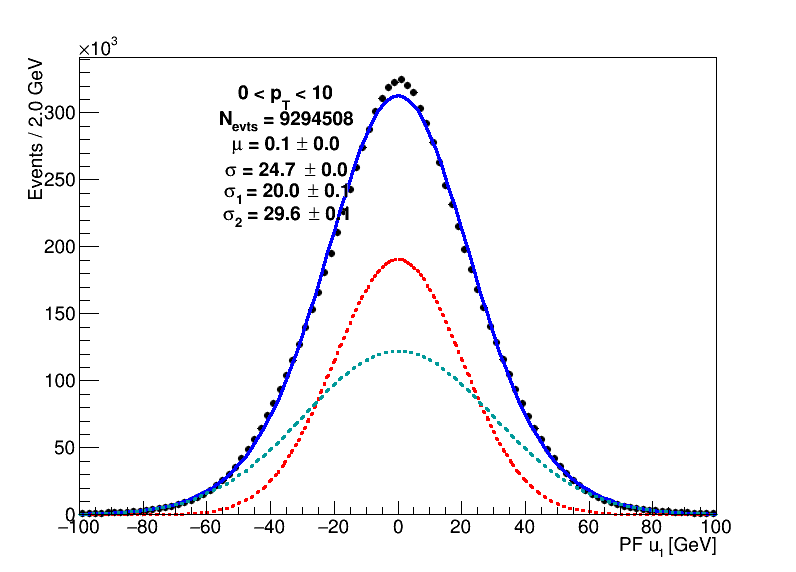 ×10³
Events / 2.0 GeV
0 < p_T < 10
N_evts = 9294508
μ = 0.1 ± 0.0
σ = 24.7 ± 0.0
σ_1 = 20.0 ± 0.1
σ_2 = 29.6 ± 0.1
300
250
200
150
100
50
0
−100 −80 −60 −40 −20 0 20 40 60 80 100
PF u_1 [GeV]